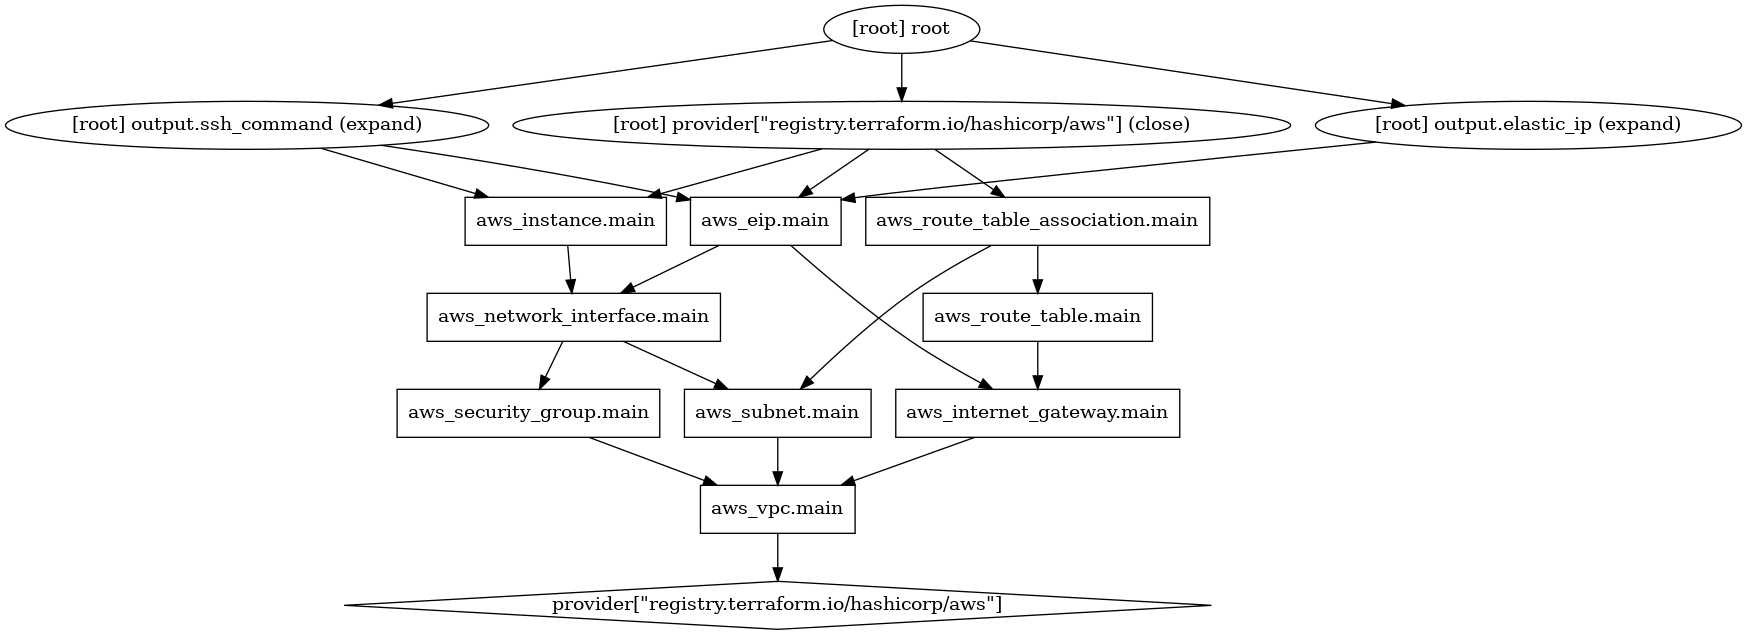 [root] root
[root] output.ssh_command (expand)
[root] provider["registry.terraform.io/hashicorp/aws"] (close)
[root] output.elastic_ip (expand)
aws_instance.main
aws_eip.main
aws_route_table_association.main
aws_network_interface.main
aws_route_table.main
aws_security_group.main
aws_subnet.main
aws_internet_gateway.main
aws_vpc.main
provider["registry.terraform.io/hashicorp/aws"]